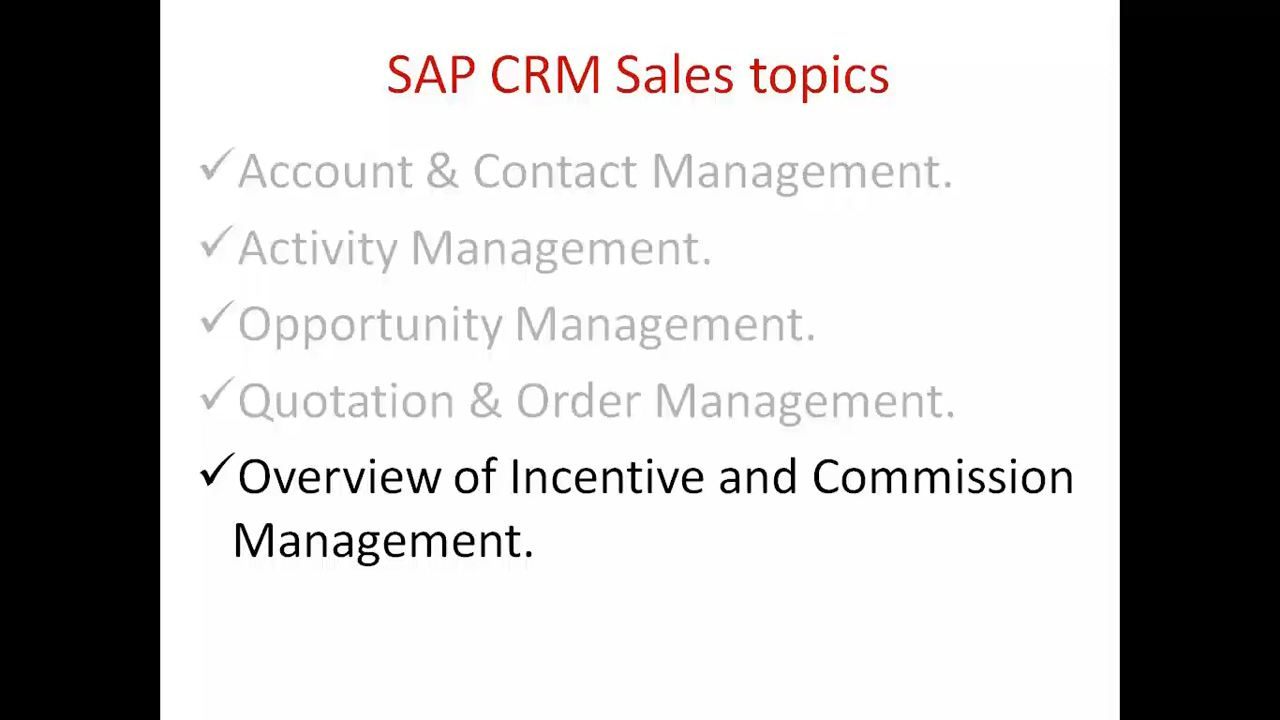 SAP CRM Sales topics
✓Account & Contact Management.
✓Activity Management.
✓Opportunity Management.
✓Quotation & Order Management.
✓Overview of Incentive and Commission
Management.